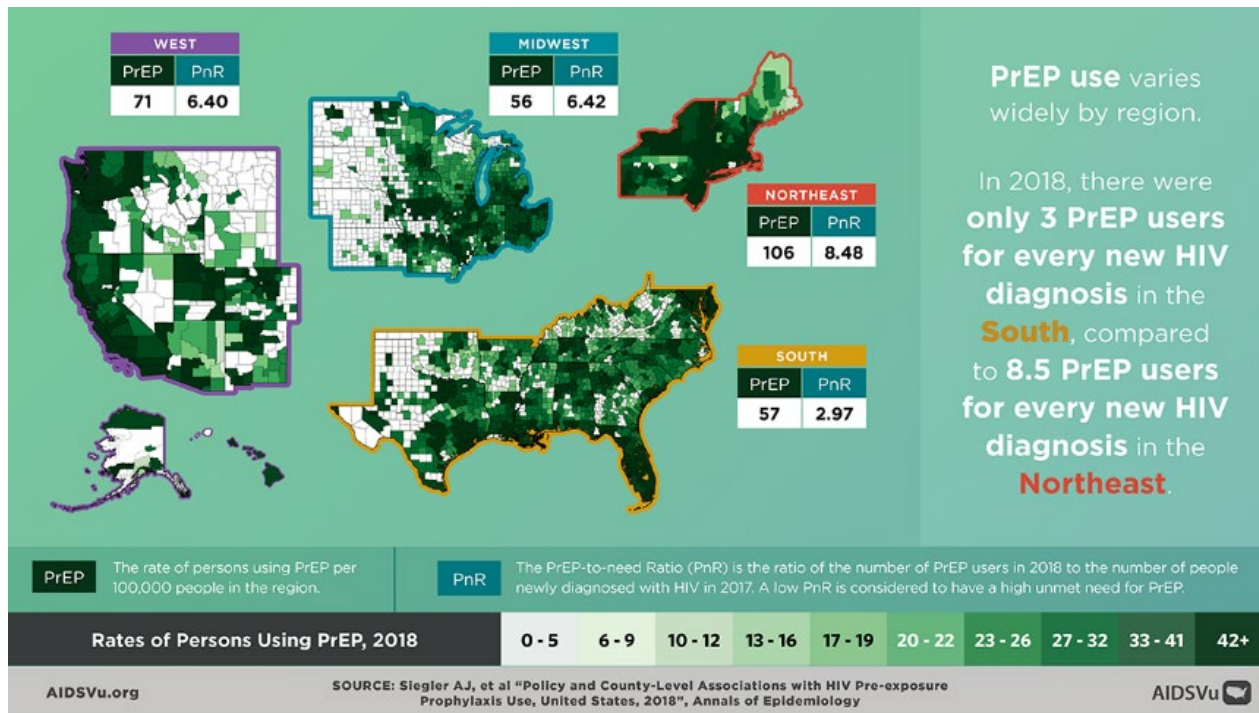 WEST
PrEP PnR
71 6.40
MIDWEST
PrEP PnR
56 6.42
NORTHEAST
PrEP PnR
106 8.48
SOUTH
PrEP PnR
57 2.97
PrEP use varies
widely by region.
In 2018, there were
only 3 PrEP users
for every new HIV
diagnosis in the
South, compared
to 8.5 PrEP users
for every new HIV
diagnosis in the
Northeast.
PrEP
The rate of persons using PrEP per
100,000 people in the region.
PnR
The PrEP-to-need Ratio (PnR) is the ratio of the number of PrEP users in 2018 to the number of people
newly diagnosed with HIV in 2017. A low PnR is considered to have a high unmet need for PrEP.
Rates of Persons Using PrEP, 2018 0 - 5 6 - 9 10 - 12 13 - 16 17 - 19 20 - 22 23 - 26 27 - 32 33 - 41 42+
AIDSVu.org
SOURCE: Siegler AJ, et al “Policy and County-Level Associations with HIV Pre-exposure
Prophylaxis Use, United States, 2018”, Annals of Epidemiology
AIDSVu